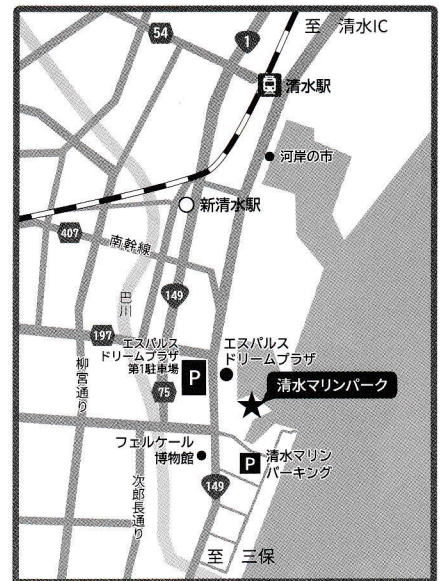 至 清水IC
54
1
清水駅
河岸の市
新清水駅
407
南幹線
149
巴川
197
エスパルス
ドリームプラザ
第1駐車場
P
エスパルス
ドリームプラザ
75
清水マリンパーク
柳宮通り
フェルケール
博物館
P
清水マリン
パーキング
149
次郎長通り
至 三保